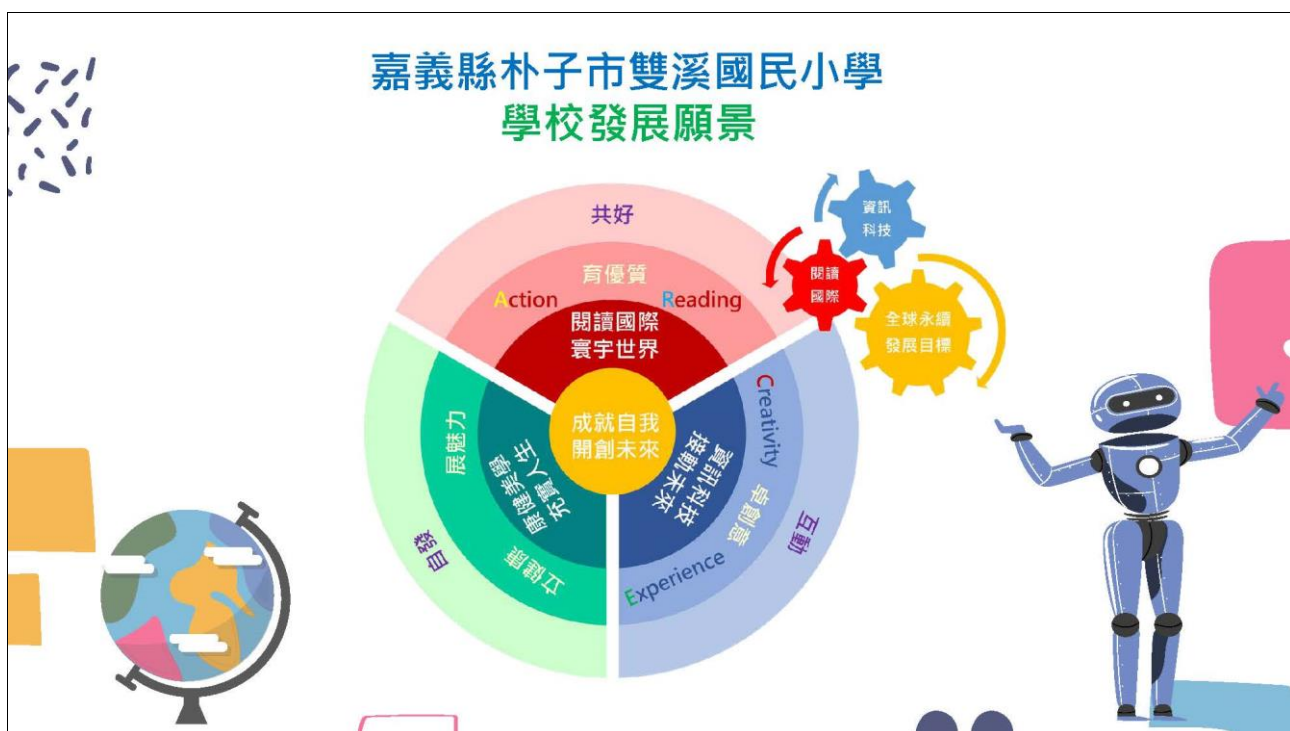 嘉義縣朴子市雙溪國民小學
學校發展願景
共好
育優質
Action
Reading
閱讀國際
寰宇世界
資訊
科技
閱讀
國際
全球永續
發展目標
成就自我
開創未來
Creativity
卓創意
Experience
資訊科技
接軌未來
互動
展魅力
立健康
康健美學
充實人生
自發